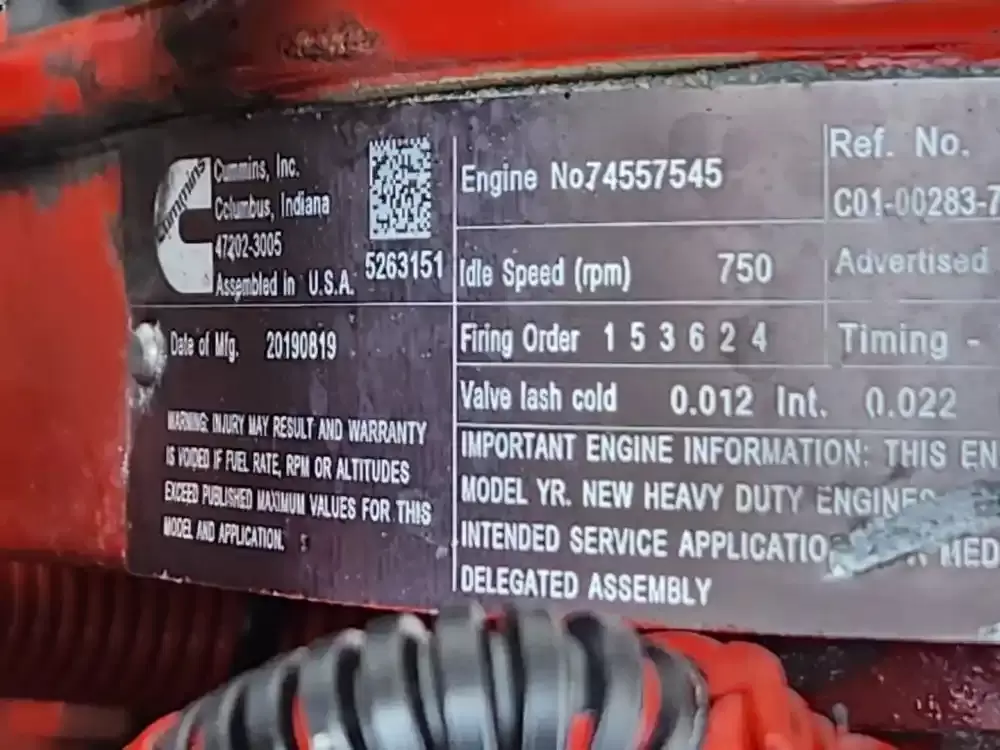 Cummins
Cummins, Inc.
Columbus, Indiana
47202-3005
Assembled in U.S.A.
5263151
Date of Mfg. 20190819
WARNING: INJURY MAY RESULT AND WARRANTY
IS VOIDED IF FUEL RATE, RPM OR ALTITUDES
EXCEED PUBLISHED MAXIMUM VALUES FOR THIS
MODEL AND APPLICATION.
Engine No. 74557545
Idle Speed (rpm) 750
Firing Order 1 5 3 6 2 4
Valve lash cold 0.012 Int. 0.022
Ref. No.
C01-00283-7
Advertised
Timing -
IMPORTANT ENGINE INFORMATION: THIS EN
MODEL YR. NEW HEAVY DUTY ENGINES
INTENDED SERVICE APPLICATIO MED
DELEGATED ASSEMBLY